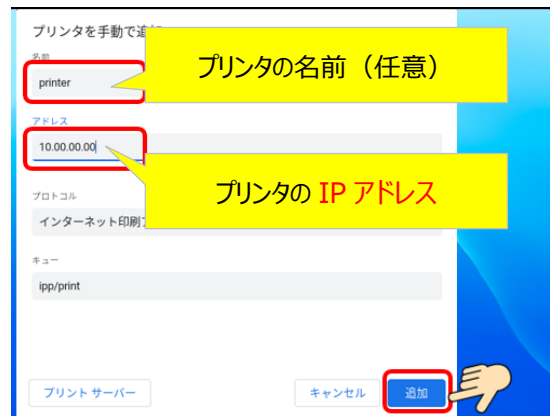 プリンタを手動で追
名前
プリンタの名前（任意）
printer
アドレス
10.00.00.00
プリンタの IP アドレス
プロトコル
インターネット印刷
キュー
ipp/print
プリント サーバー
キャンセル
追加